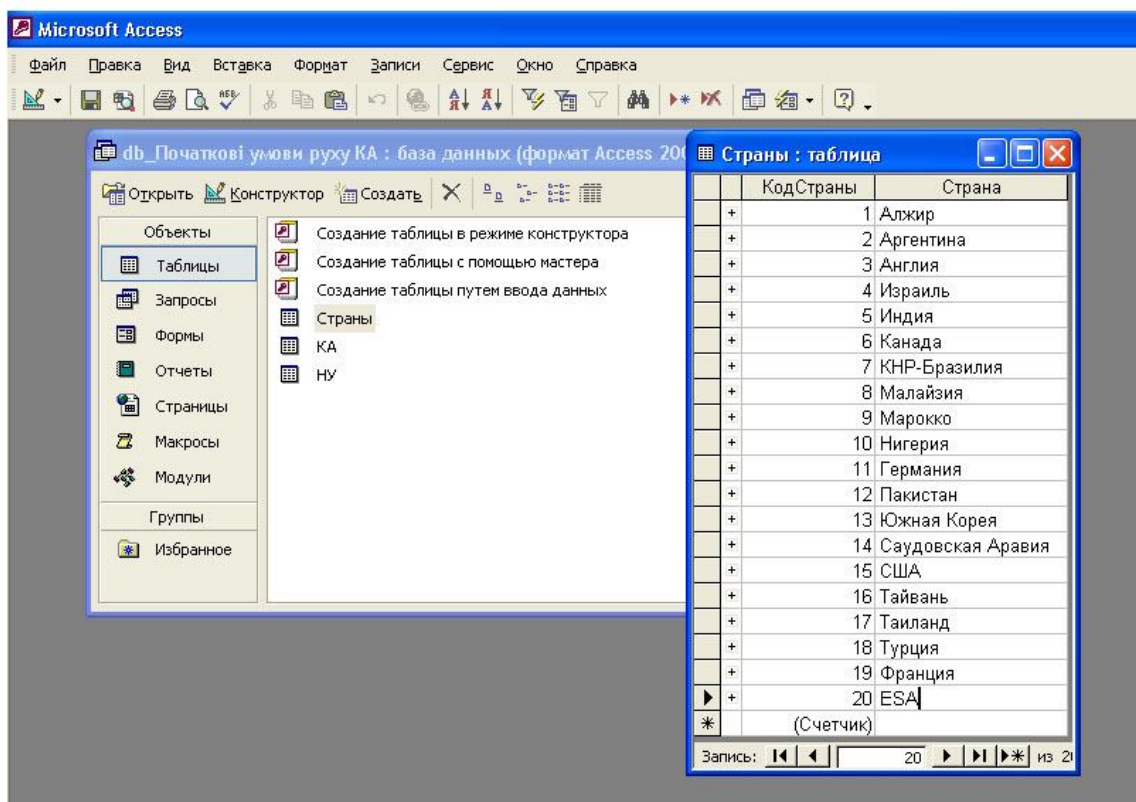 Microsoft Access
Файл Правка Вид Вставка Формат Записи Сервис Окно Справка
db_Початкові умови руху КА : база данных (формат Access 200
Открыть Конструктор Создать
Объекты
Таблицы
Запросы
Формы
Отчеты
Страницы
Макросы
Модули
Группы
Избранное
Создание таблицы в режиме конструктора
Создание таблицы с помощью мастера
Создание таблицы путем ввода данных
Страны
КА
НУ
Страны : таблица
КодСтраны Страна
1 Алжир
2 Аргентина
3 Англия
4 Израиль
5 Индия
6 Канада
7 КНР-Бразилия
8 Малайзия
9 Марокко
10 Нигерия
11 Германия
12 Пакистан
13 Южная Корея
14 Саудовская Аравия
15 США
16 Тайвань
17 Таиланд
18 Турция
19 Франция
20 ESA
(Счетчик)
Запись: 20 из